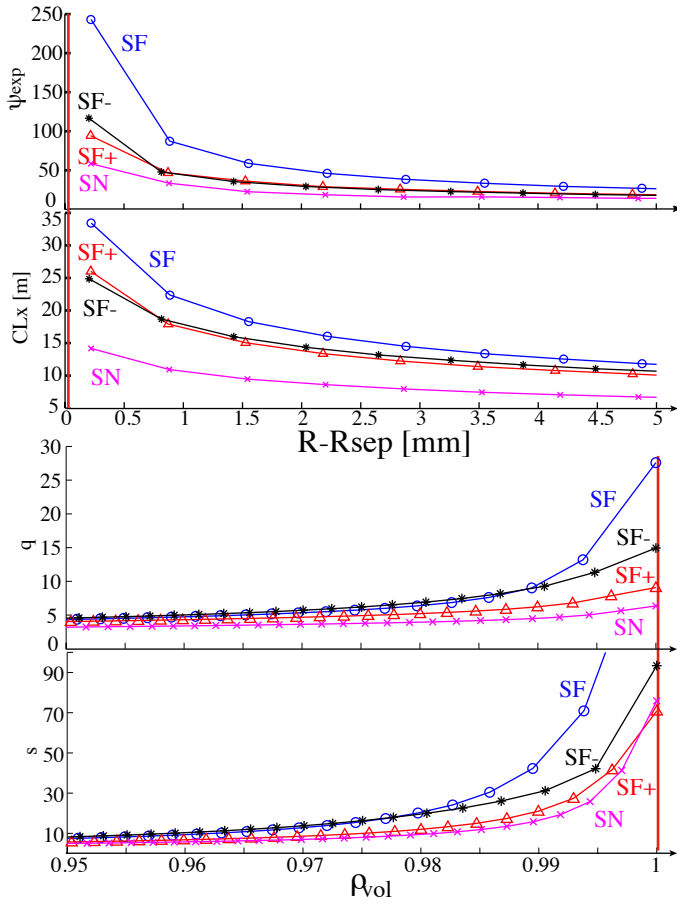 250
200
150
100
50
0
ψexp
SF
SF-
SF+
SN
35
30
25
20
15
10
5
CLx [m]
SF+
SF
SF-
SN
0 0.5 1 1.5 2 2.5 3 3.5 4 4.5 5
R-Rsep [mm]
30
25
20
15
10
5
0
q
SF
SF-
SF+
SN
90
70
50
30
10
s
SF
SF-
SF+
SN
0.95 0.96 0.97 0.98 0.99 1
ρvol